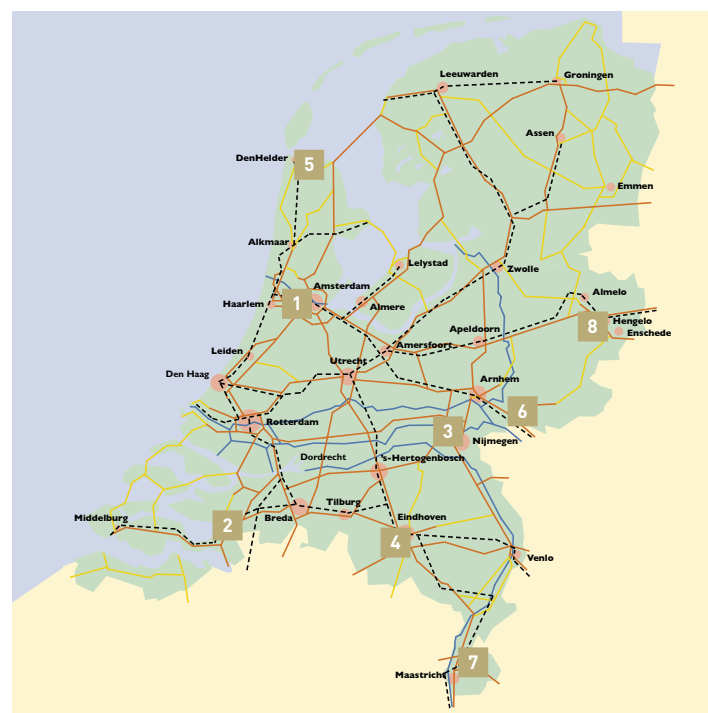 Leeuwarden
Groningen
Assen
DenHelder
5
Emmen
Alkmaar
Lelystad
Zwolle
Amsterdam
Almelo
Haarlem
1
Almere
8
Hengelo
Apeldoorn
Enschede
Amersfoort
Leiden
Utrecht
Den Haag
Arnhem
6
Rotterdam
3
Nijmegen
Dordrecht
's-Hertogenbosch
Tilburg
Middelburg
2
Breda
Eindhoven
4
Venlo
7
Maastricht